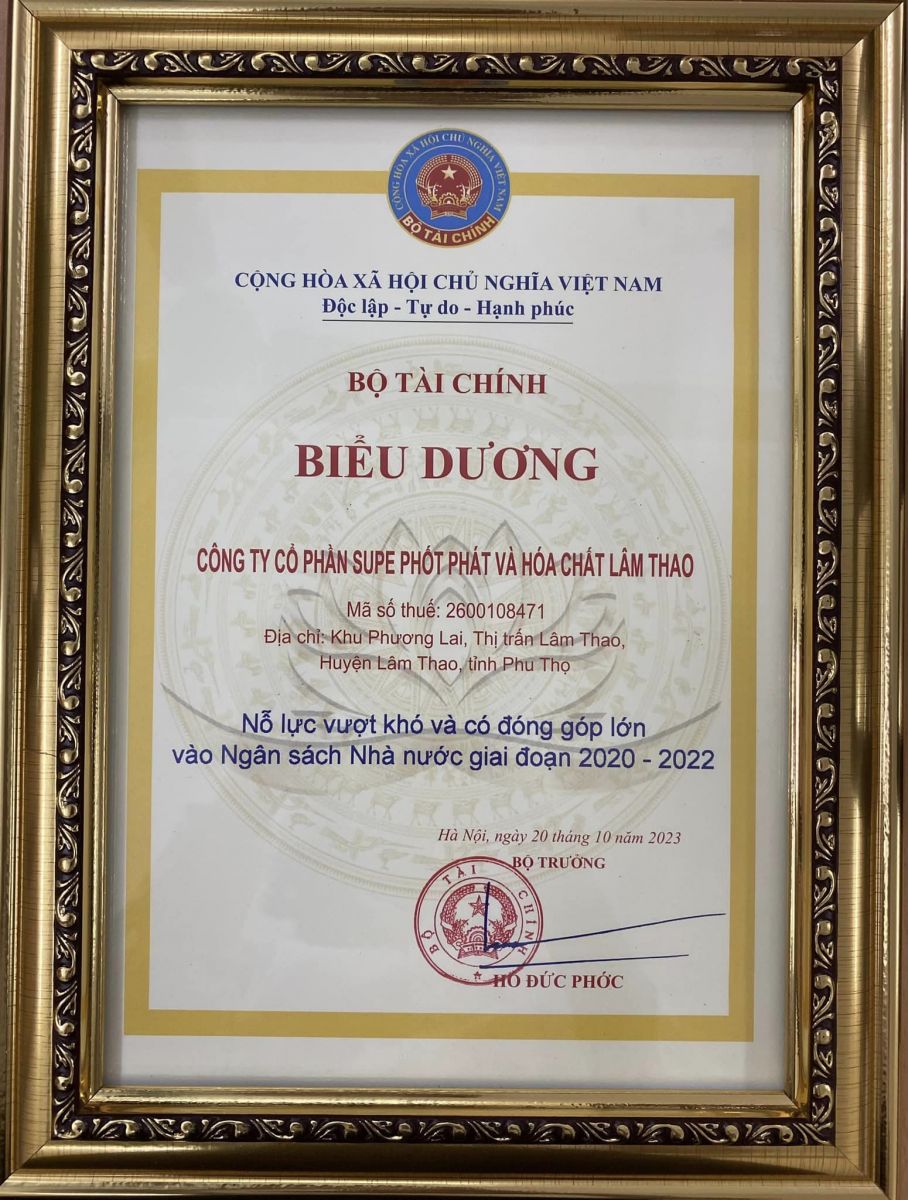 CỘNG HÒA XÃ HỘI CHỦ NGHĨA VIỆT NAM
BỘ TÀI CHÍNH
CỘNG HÒA XÃ HỘI CHỦ NGHĨA VIỆT NAM
Độc lập - Tự do - Hạnh phúc
BỘ TÀI CHÍNH
BIỂU DƯƠNG
CÔNG TY CỔ PHẦN SUPE PHỐT PHÁT VÀ HÓA CHẤT LÂM THAO
Mã số thuế: 2600108471
Địa chỉ: Khu Phương Lai, Thị trấn Lâm Thao,
Huyện Lâm Thao, tỉnh Phu Thọ
Nỗ lực vượt khó và có đóng góp lớn
vào Ngân sách Nhà nước giai đoạn 2020 - 2022
Hà Nội, ngày 20 tháng 10 năm 2023
BỘ TRƯỞNG
BỘ TÀI CHÍNH
HỒ ĐỨC PHỚC